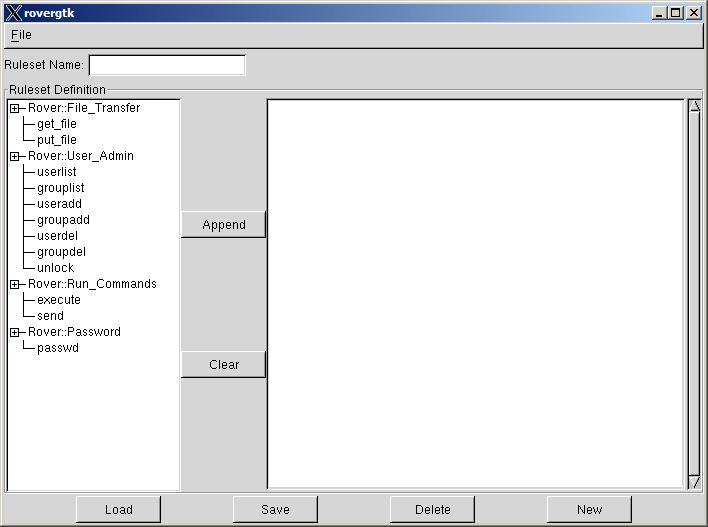 rovergtk
File
Ruleset Name:
Ruleset Definition
Rover::File_Transfer
get_file
put_file
Rover::User_Admin
userlist
grouplist
useradd
groupadd
userdel
groupdel
unlock
Rover::Run_Commands
execute
send
Rover::Password
passwd
Append
Clear
Load
Save
Delete
New